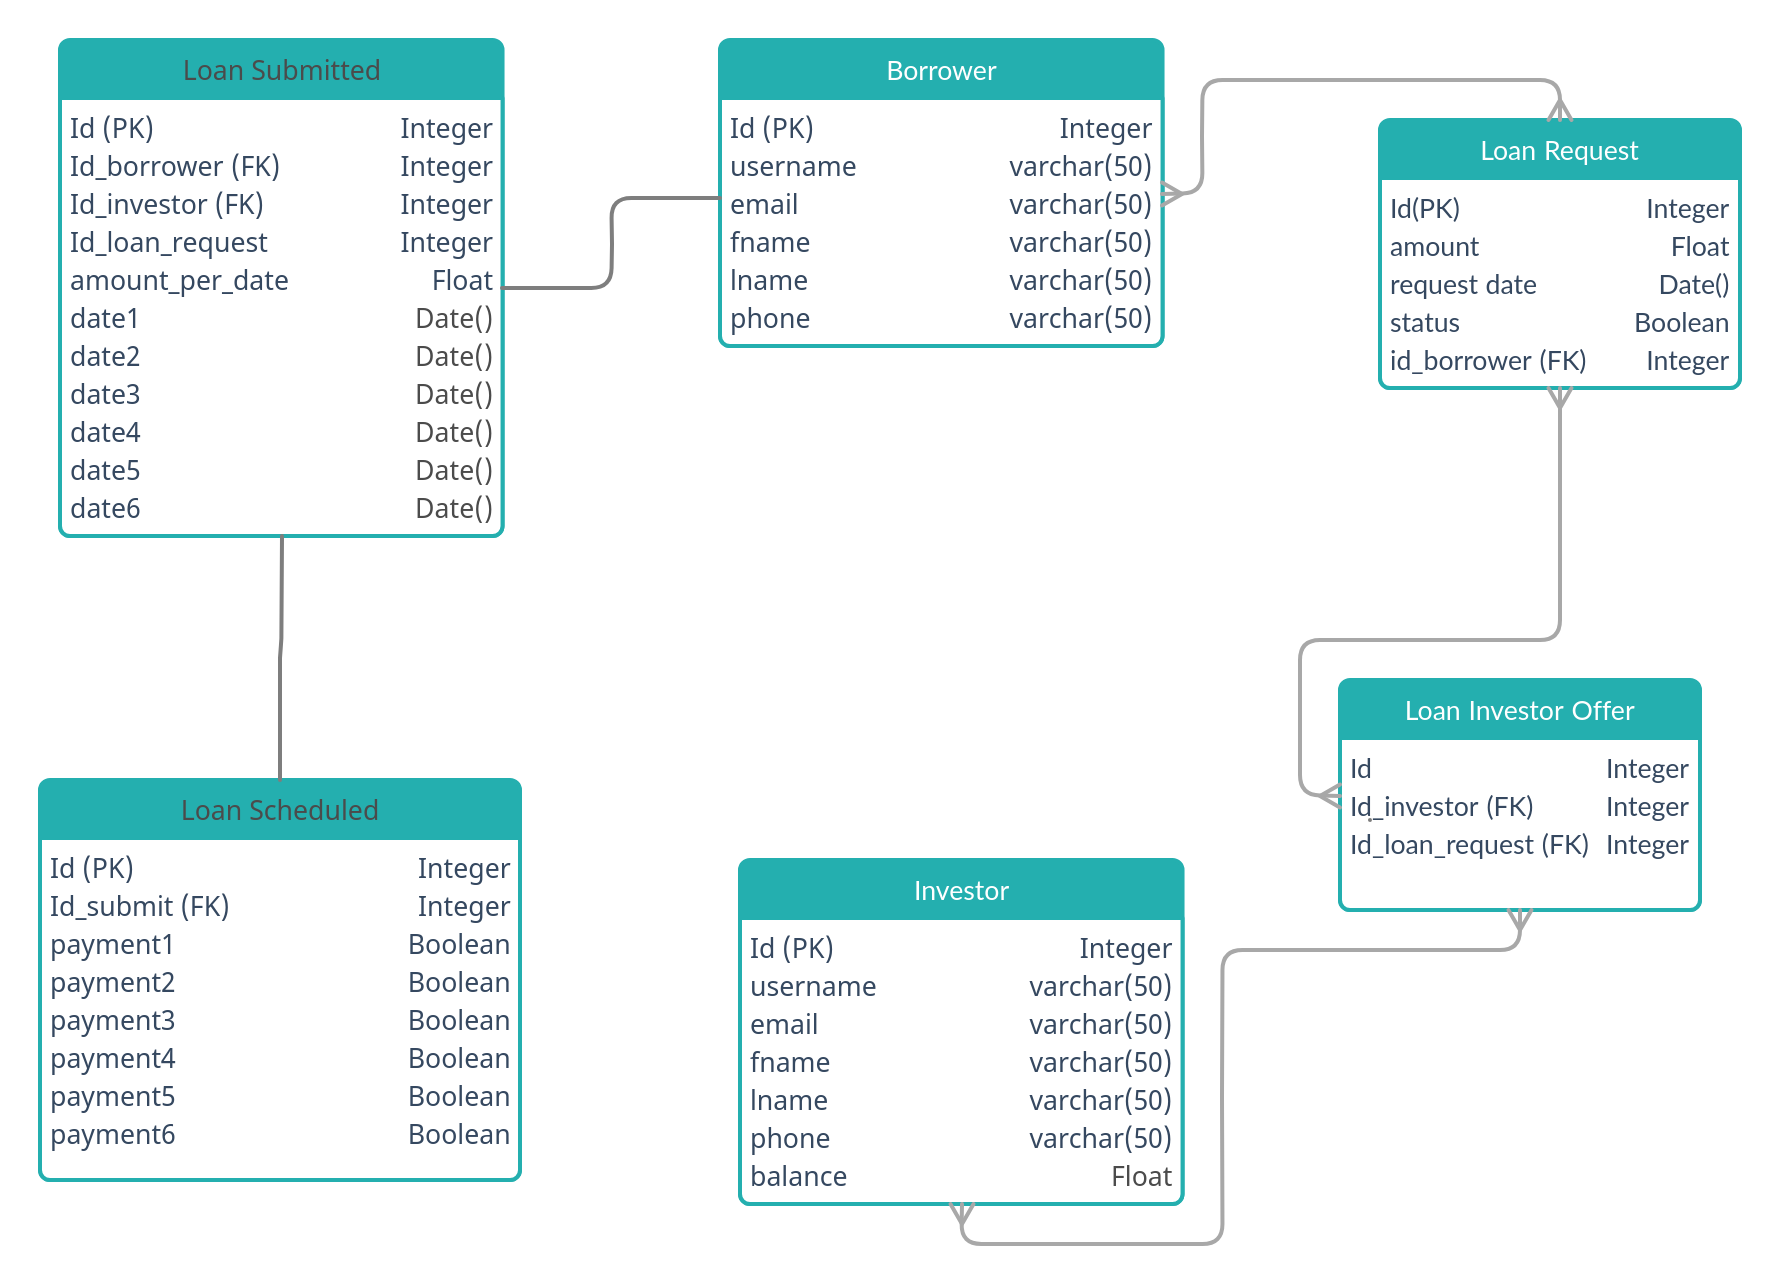 Loan Submitted
Id (PK) Integer
Id_borrower (FK) Integer
Id_investor (FK) Integer
Id_loan_request Integer
amount_per_date Float
date1 Date()
date2 Date()
date3 Date()
date4 Date()
date5 Date()
date6 Date()
Borrower
Id (PK) Integer
username varchar(50)
email varchar(50)
fname varchar(50)
lname varchar(50)
phone varchar(50)
Loan Request
Id(PK) Integer
amount Float
request date Date()
status Boolean
id_borrower (FK) Integer
Loan Scheduled
Id (PK) Integer
Id_submit (FK) Integer
payment1 Boolean
payment2 Boolean
payment3 Boolean
payment4 Boolean
payment5 Boolean
payment6 Boolean
Investor
Id (PK) Integer
username varchar(50)
email varchar(50)
fname varchar(50)
lname varchar(50)
phone varchar(50)
balance Float
Loan Investor Offer
Id Integer
Id_investor (FK) Integer
Id_loan_request (FK) Integer